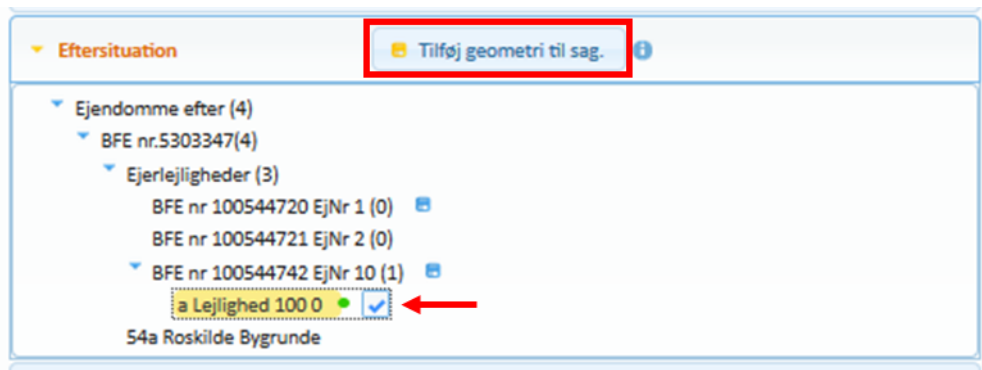 Eftersituation
Tilføj geometri til sag.
Ejendomme efter (4)
BFE nr.5303347(4)
Ejerlejligheder (3)
BFE nr 100544720 EjNr 1 (0)
BFE nr 100544721 EjNr 2 (0)
BFE nr 100544742 EjNr 10 (1)
a Lejlighed 100 0
54a Roskilde Bygrunde